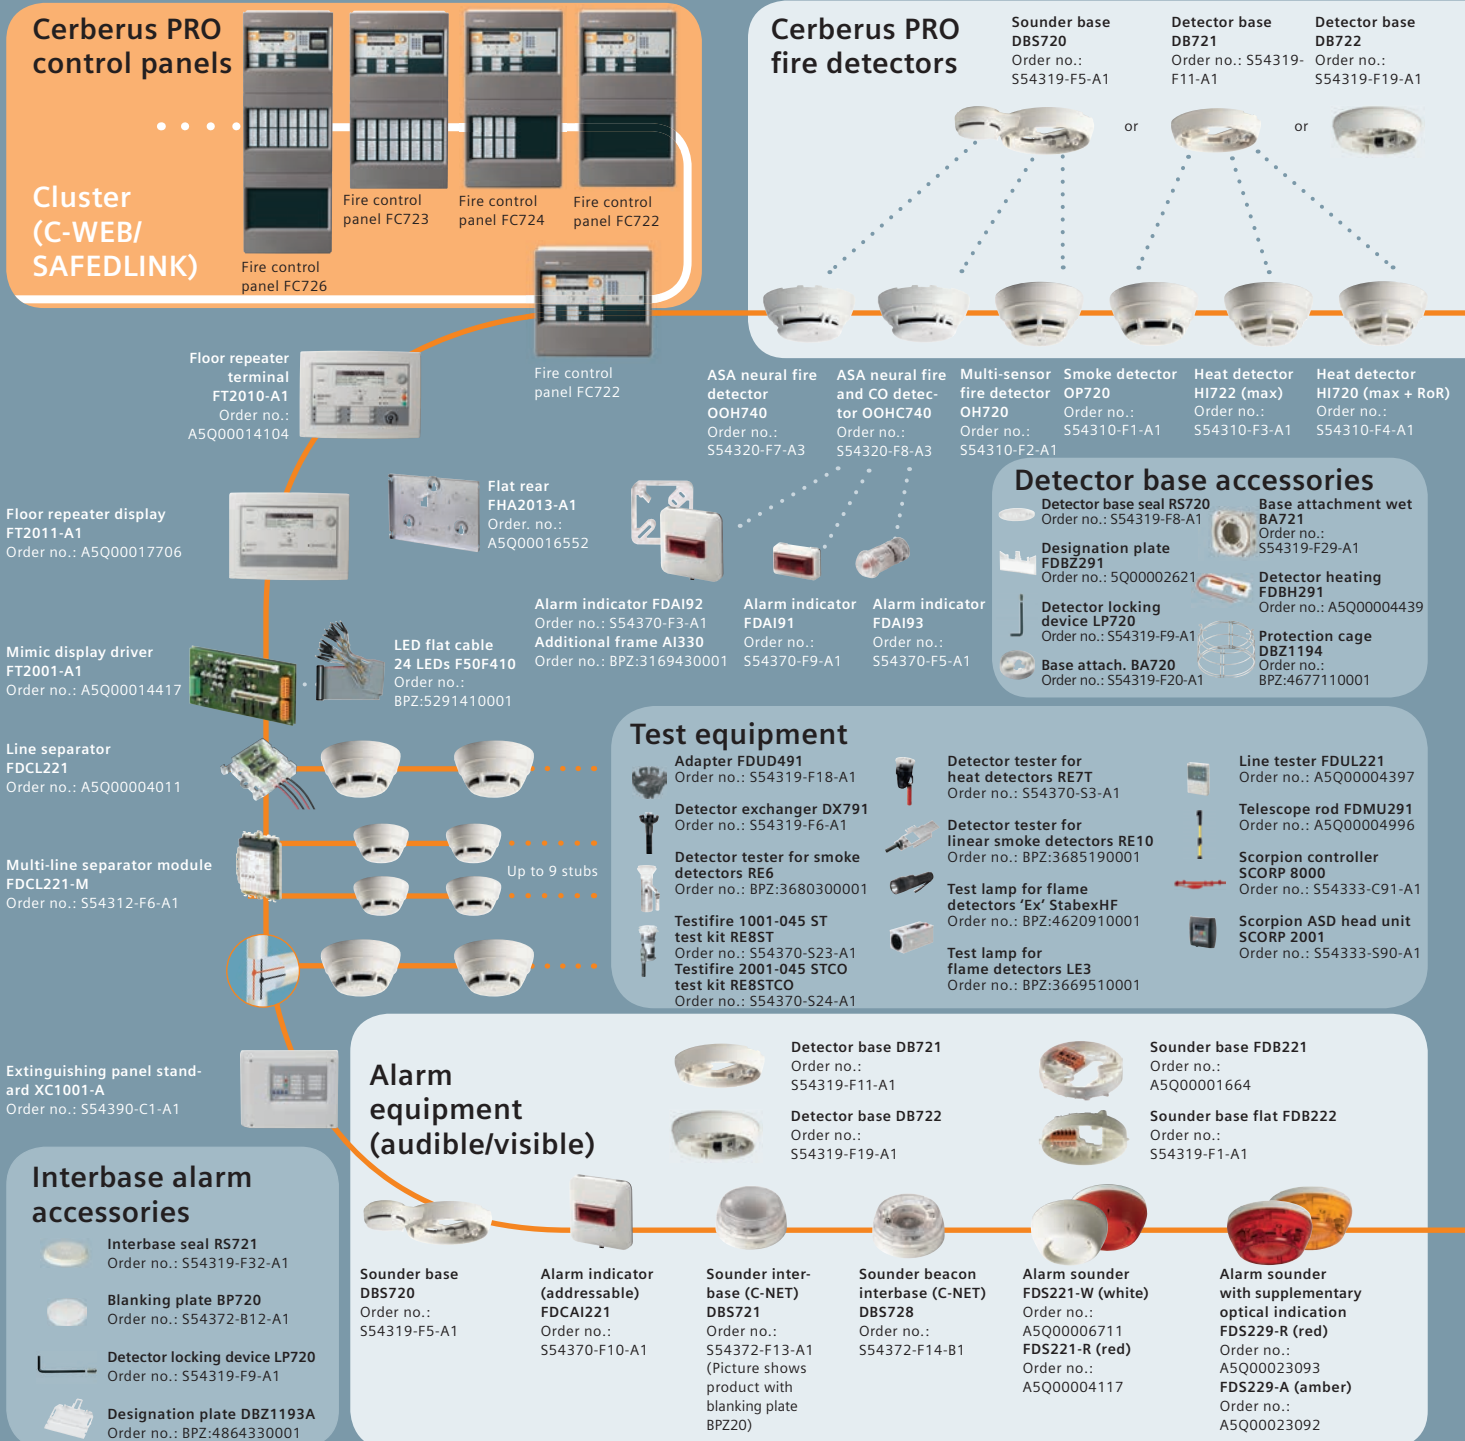 Cerberus PRO
control panels
Cluster
(C-WEB/
SAFEDLINK)
Fire control
panel FC726
Fire control
panel FC723
Fire control
panel FC724
Fire control
panel FC722
Fire control
panel FC722
Cerberus PRO
fire detectors
Sounder base
DBS720
Order no.:
S54319-F5-A1
Detector base
DB721
Order no.: S54319-
F11-A1
Detector base
DB722
Order no.:
S54319-F19-A1
or
or
ASA neural fire
detector
OOH740
Order no.:
S54320-F7-A3
ASA neural fire
and CO detec-
tor OOHC740
Order no.:
S54320-F8-A3
Multi-sensor
fire detector
OH720
Order no.:
S54310-F2-A1
Smoke detector
OP720
Order no.:
S54310-F1-A1
Heat detector
HI722 (max)
Order no.:
S54310-F3-A1
Heat detector
HI720 (max + RoR)
Order no.:
S54310-F4-A1
Floor repeater
terminal
FT2010-A1
Order no.:
A5Q00014104
Floor repeater display
FT2011-A1
Order no.: A5Q00017706
Flat rear
FHA2013-A1
Order. no.:
A5Q00016552
Alarm indicator FDAI92
Order no.: S54370-F3-A1
Additional frame AI330
Order no.: BPZ:3169430001
Alarm indicator
FDAI91
Order no.:
S54370-F9-A1
Alarm indicator
FDAI93
Order no.:
S54370-F5-A1
Detector base accessories
Detector base seal RS720
Order no.: S54319-F8-A1
Designation plate
FDBZ291
Order no.: 5Q00002621
Detector locking
device LP720
Order no.: S54319-F9-A1
Base attach. BA720
Order no.: S54319-F20-A1
Base attachment wet
BA721
Order no.:
S54319-F29-A1
Detector heating
FDBH291
Order no.: A5Q00004439
Protection cage
DBZ1194
Order no.:
BPZ:4677110001
Mimic display driver
FT2001-A1
Order no.: A5Q00014417
LED flat cable
24 LEDs F50F410
Order no.:
BPZ:5291410001
Line separator
FDCL221
Order no.: A5Q00004011
Multi-line separator module
FDCL221-M
Order no.: S54312-F6-A1
Up to 9 stubs
Test equipment
Adapter FDUD491
Order no.: S54319-F18-A1
Detector exchanger DX791
Order no.: S54319-F6-A1
Detector tester for smoke
detectors RE6
Order no.: BPZ:3680300001
Testifire 1001-045 ST
test kit RE8ST
Order no.: S54370-S23-A1
Testifire 2001-045 STCO
test kit RE8STCO
Order no.: S54370-S24-A1
Detector tester for
heat detectors RE7T
Order no.: S54370-S3-A1
Detector tester for
linear smoke detectors RE10
Order no.: BPZ:3685190001
Test lamp for flame
detectors ‘Ex’ StabexHF
Order no.: BPZ:4620910001
Test lamp for
flame detectors LE3
Order no.: BPZ:3669510001
Line tester FDUL221
Order no.: A5Q00004397
Telescope rod FDMU291
Order no.: A5Q00004996
Scorpion controller
SCORP 8000
Order no.: S54333-C91-A1
Scorpion ASD head unit
SCORP 2001
Order no.: S54333-S90-A1
Extinguishing panel stand-
ard XC1001-A
Order no.: S54390-C1-A1
Interbase alarm
accessories
Interbase seal RS721
Order no.: S54319-F32-A1
Blanking plate BP720
Order no.: S54372-B12-A1
Detector locking device LP720
Order no.: S54319-F9-A1
Designation plate DBZ1193A
Order no.: BPZ:4864330001
Alarm
equipment
(audible/visible)
Detector base DB721
Order no.:
S54319-F11-A1
Detector base DB722
Order no.:
S54319-F19-A1
Sounder base FDB221
Order no.:
A5Q00001664
Sounder base flat FDB222
Order no.:
S54319-F1-A1
Sounder base
DBS720
Order no.:
S54319-F5-A1
Alarm indicator
(addressable)
FDCAI221
Order no.:
S54370-F10-A1
Sounder inter-
base (C-NET)
DBS721
Order no.:
S54372-F13-A1
(Picture shows
product with
blanking plate
BPZ20)
Sounder beacon
interbase (C-NET)
DBS728
Order no.:
S54372-F14-B1
Alarm sounder
FDS221-W (white)
Order no.:
A5Q00006711
FDS221-R (red)
Order no.:
A5Q00004117
Alarm sounder
with supplementary
optical indication
FDS229-R (red)
Order no.:
A5Q00023093
FDS229-A (amber)
Order no.:
A5Q00023092